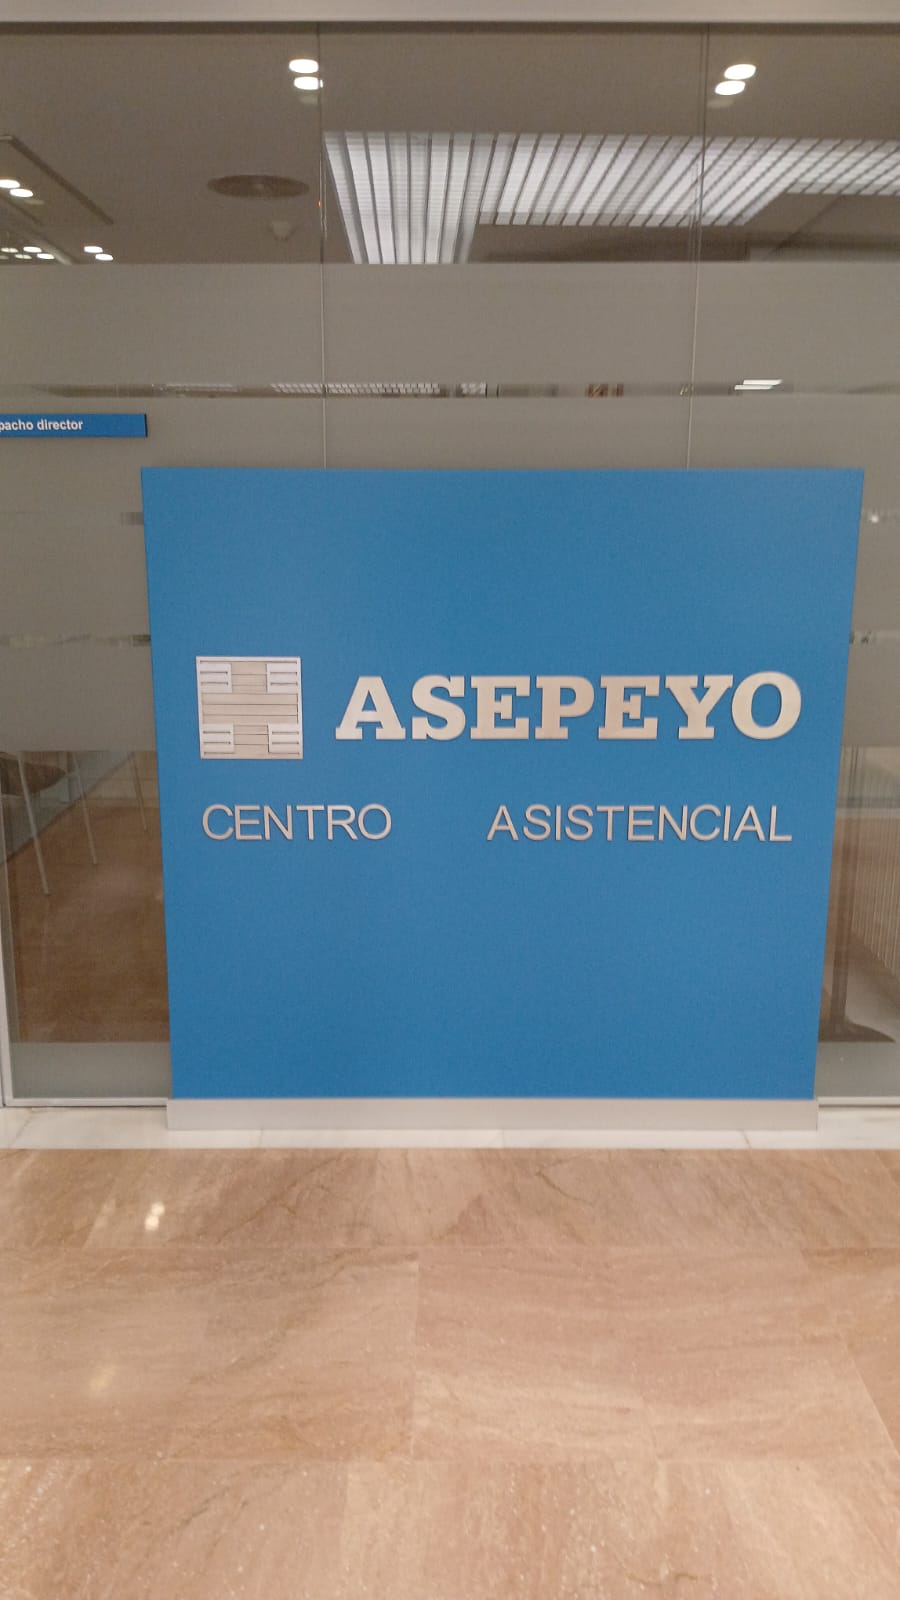 pacho director
ASEPEYO
CENTRO ASISTENCIAL